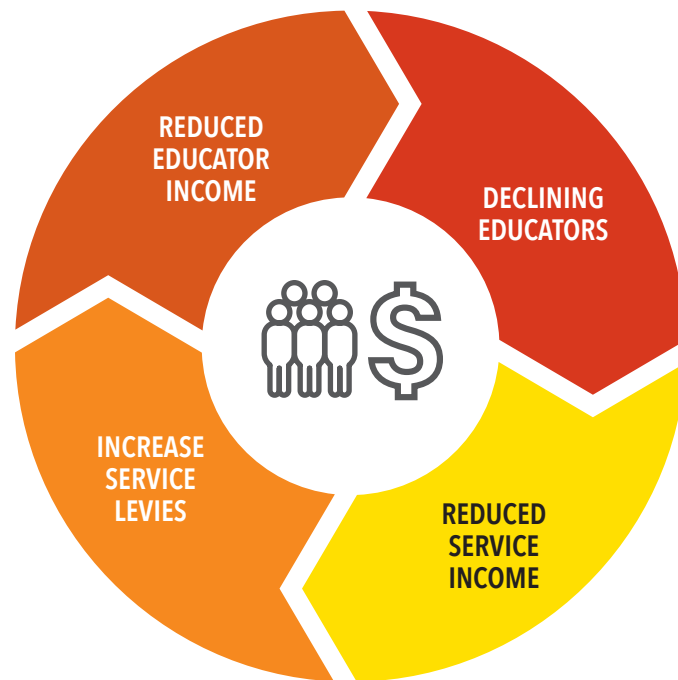 REDUCED
EDUCATOR
INCOME
DECLINING
EDUCATORS
REDUCED
SERVICE
INCOME
INCREASE
SERVICE
LEVIES
$